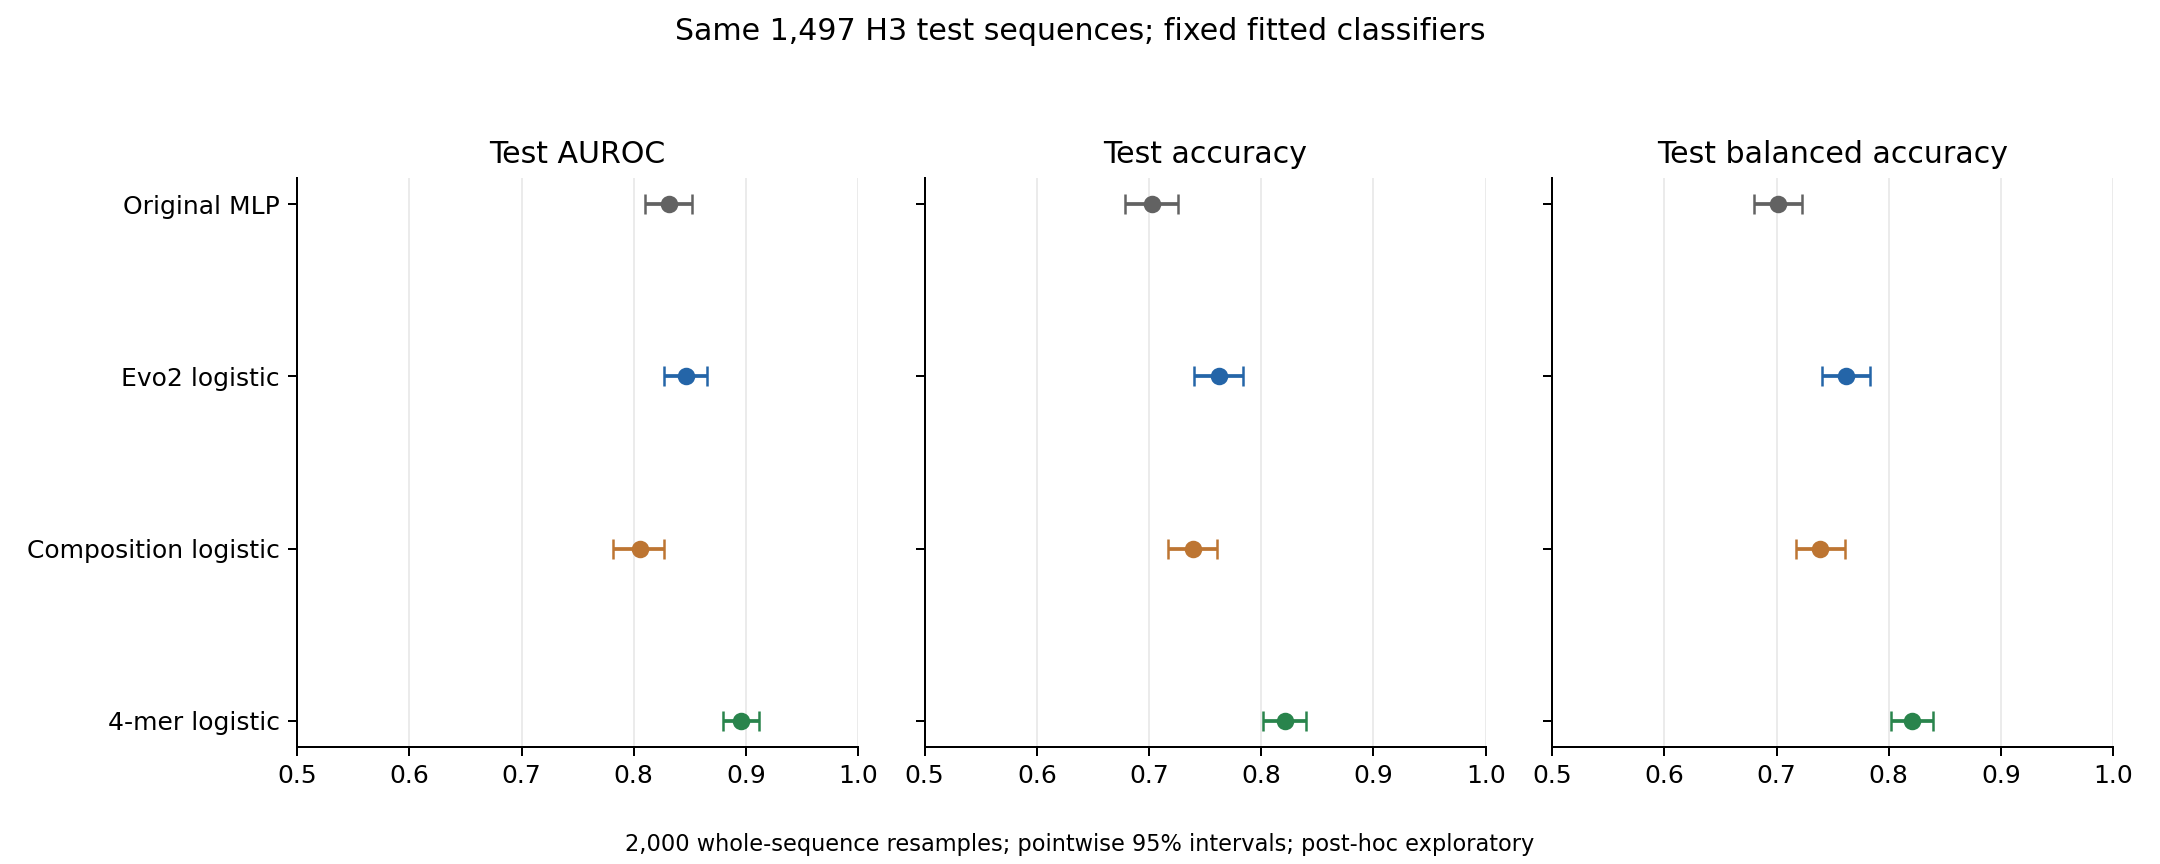 Same 1,497 H3 test sequences; fixed fitted classifiers
Test AUROC
Test accuracy
Test balanced accuracy
Original MLP
Evo2 logistic
Composition logistic
4-mer logistic
0.5 0.6 0.7 0.8 0.9 1.0
0.5 0.6 0.7 0.8 0.9 1.0
0.5 0.6 0.7 0.8 0.9 1.0
2,000 whole-sequence resamples; pointwise 95% intervals; post-hoc exploratory